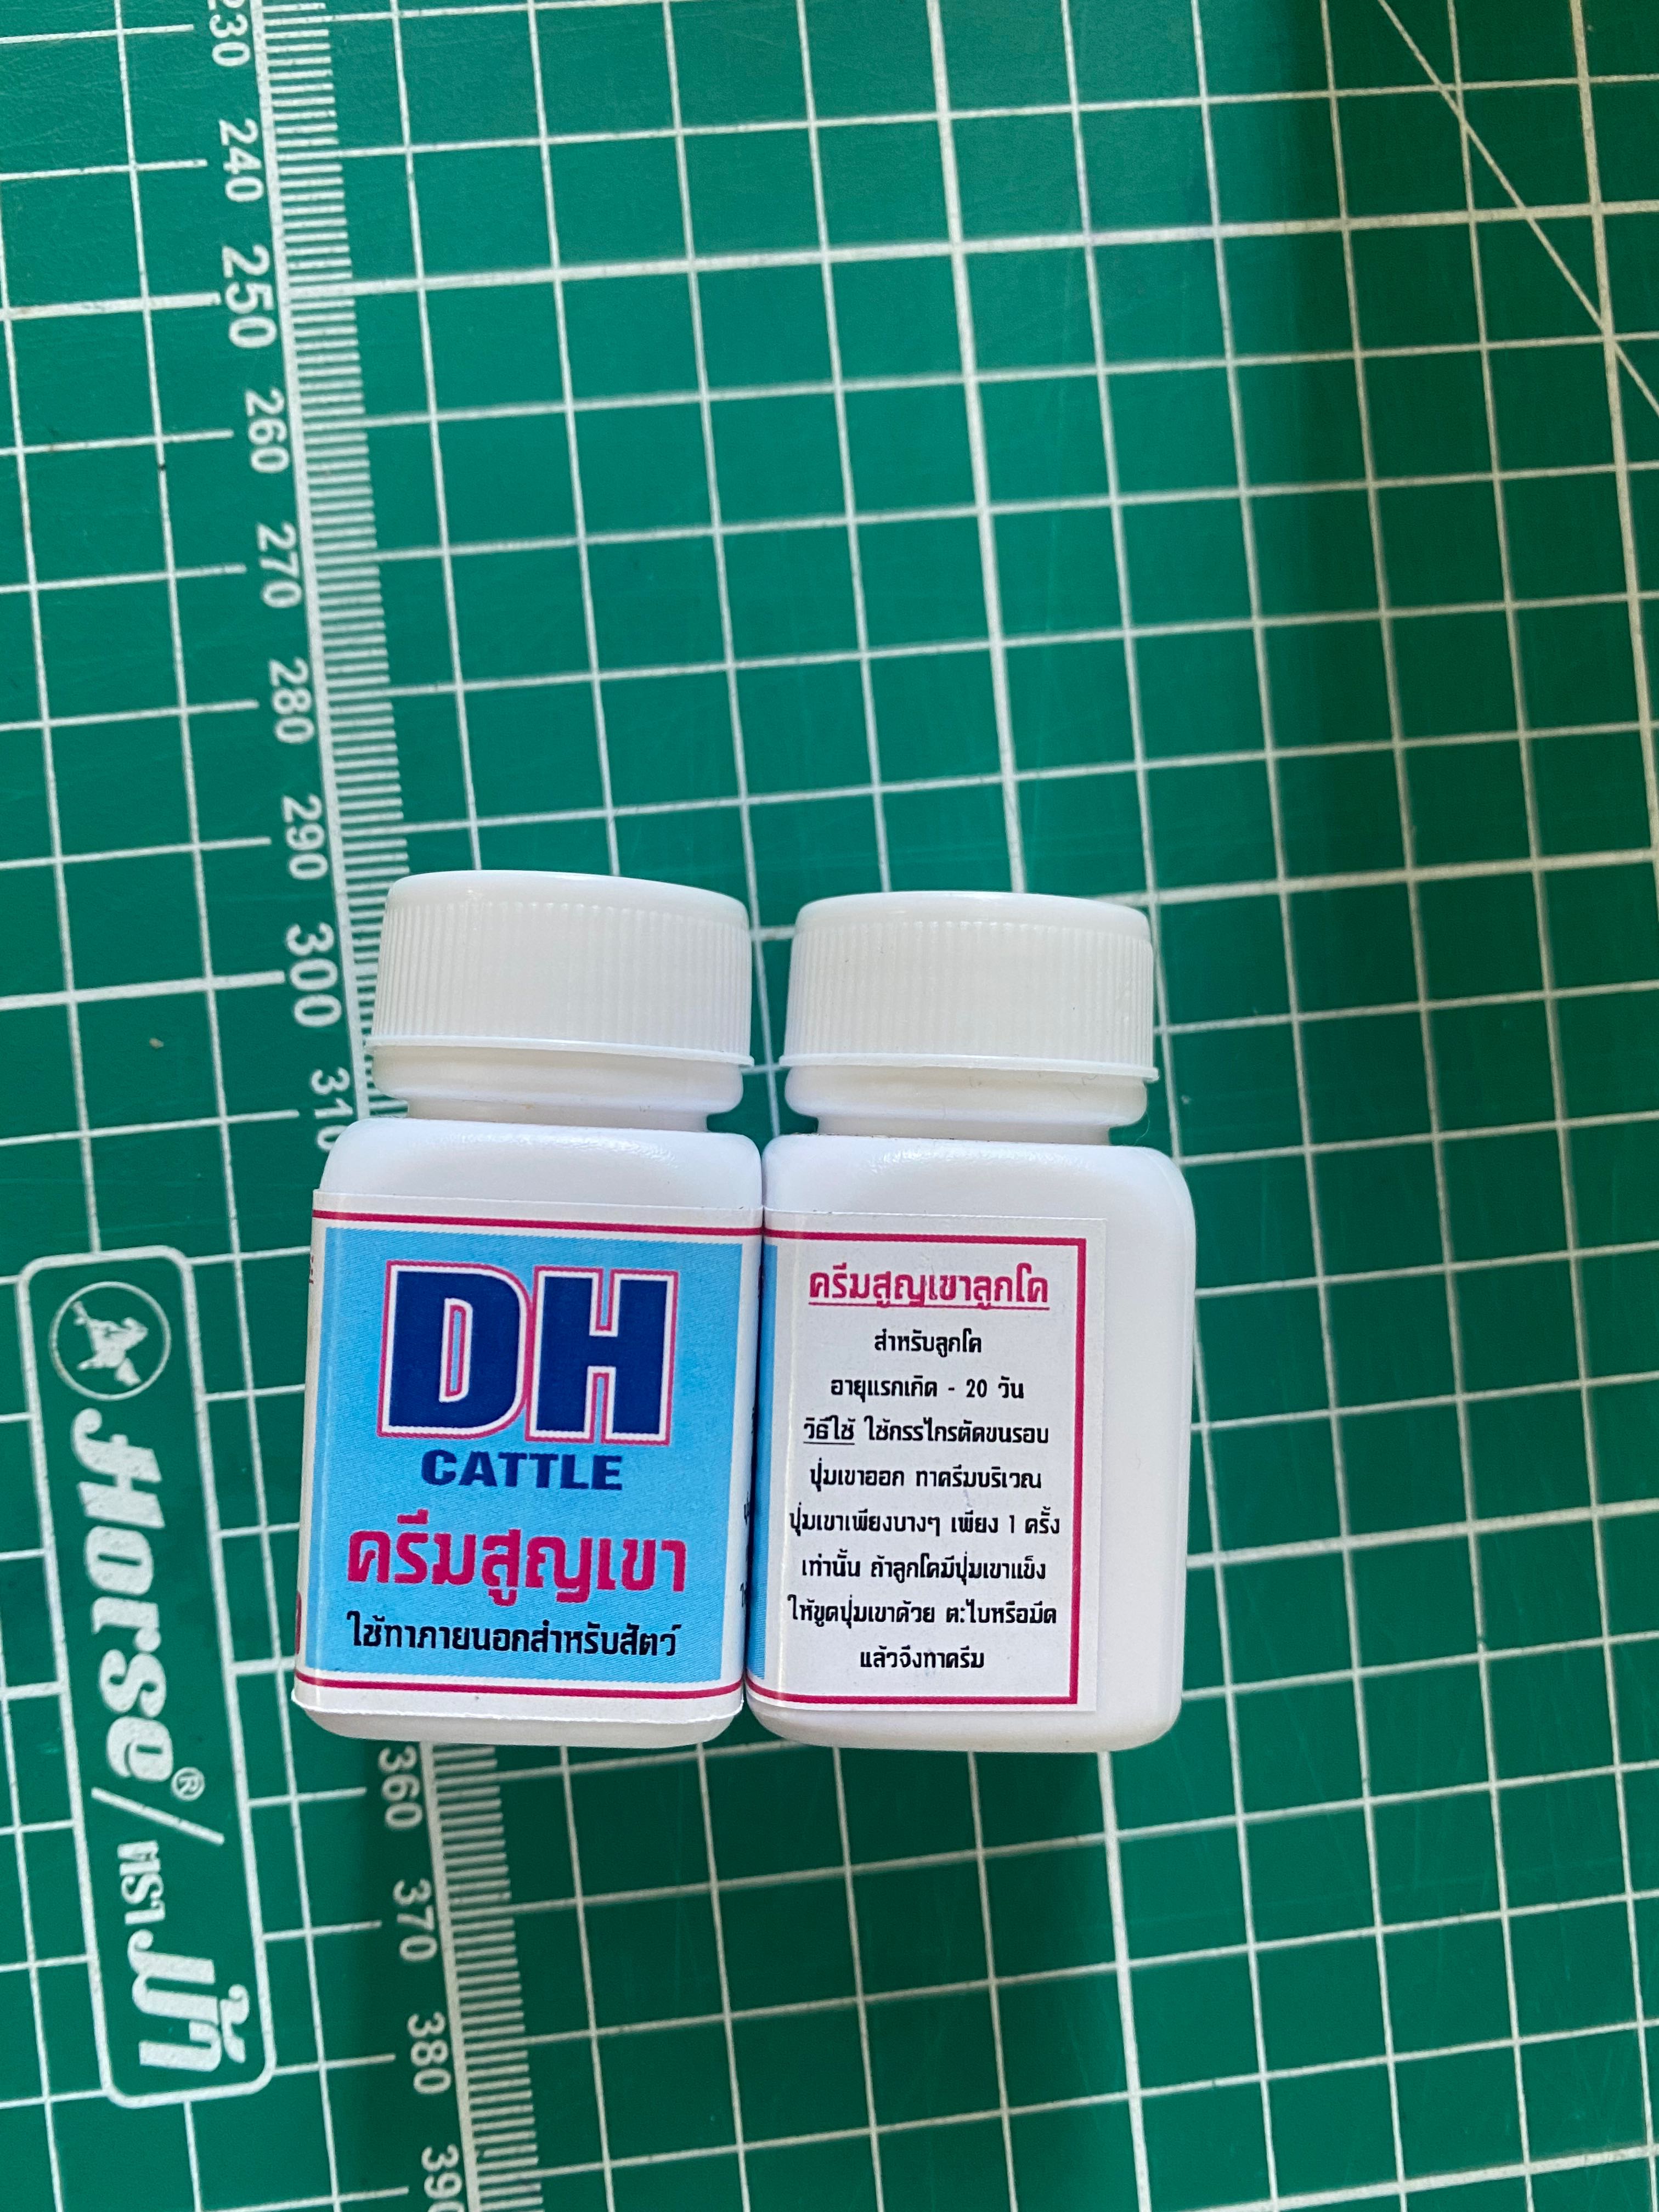 230
240
250
260
270
280
290
300
310
360
370
380
390
Horse®/ตราม้า
DH
CATTLE
ครีมสูญเขา
ใช้ทาภายนอกสำหรับสัตว์
ครีมสูญเขาลูกโค
สำหรับลูกโค
อายุแรกเกิด - 20 วัน
วิธีใช้ ใช้กรรไกรตัดขนรอบ
ปุ่มเขาออก ทาครีมบริเวณ
ปุ่มเขาเพียงบางๆ เพียง 1 ครั้ง
เท่านั้น ถ้าลูกโคมีปุ่มเขาแข็ง
ให้ขูดปุ่มเขาด้วย ตะไบหรือมีด
แล้วจึงทาครีม